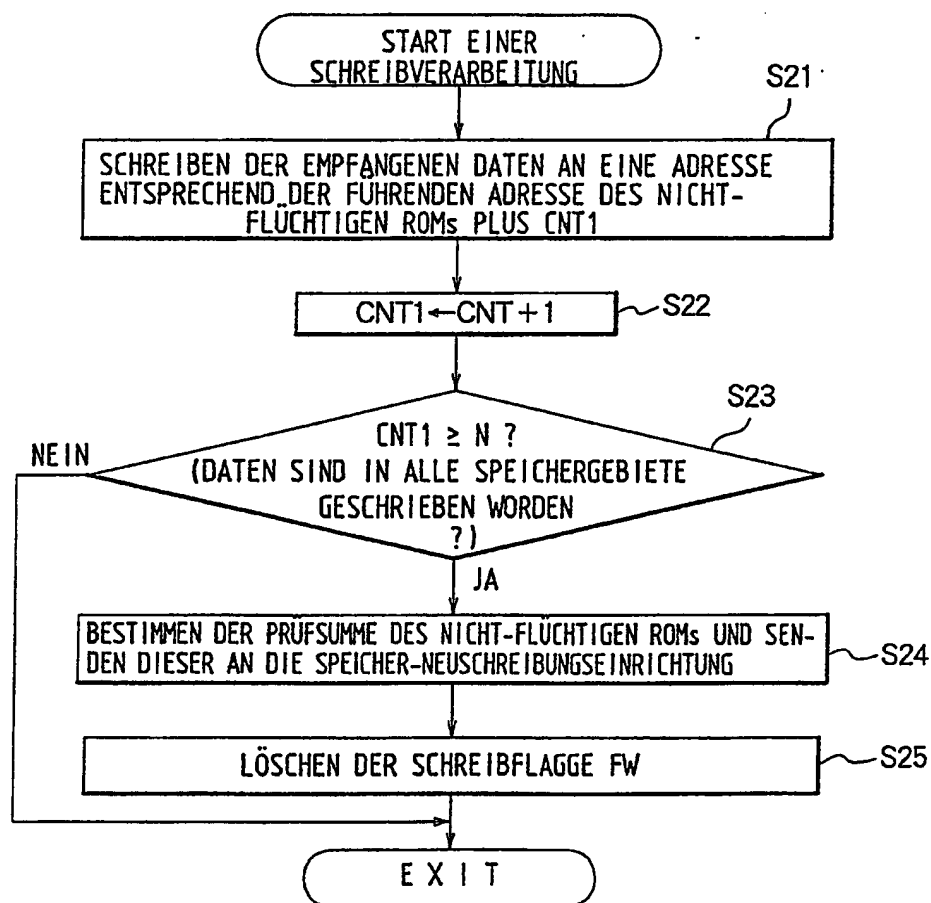 START EINER
SCHREIBVERARBEITUNG
S21
SCHREIBEN DER EMPFANGENEN DATEN AN EINE ADRESSE
ENTSPRECHEND DER FÜHRENDEN ADRESSE DES NICHT-
FLÜCHTIGEN ROMs PLUS CNT1
CNT1←CNT+1
S22
S23
CNT1 ≥ N ?
NEIN
(DATEN SIND IN ALLE SPEICHERGEBIETE
GESCHRIEBEN WORDEN
?)
JA
BESTIMMEN DER PRÜFSUMME DES NICHT-FLÜCHTIGEN ROMs UND SEN-
DEN DIESER AN DIE SPEICHER-NEUSCHREIBUNGSEINRICHTUNG
S24
LÖSCHEN DER SCHREIBFLAGGE FW
S25
EXIT